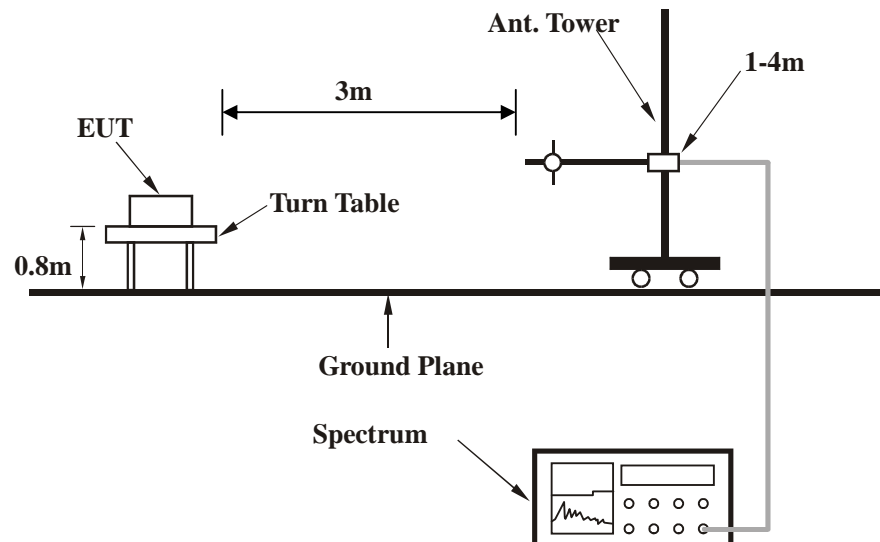 Ant. Tower
1-4m
3m
EUT
Turn Table
0.8m
Ground Plane
Spectrum